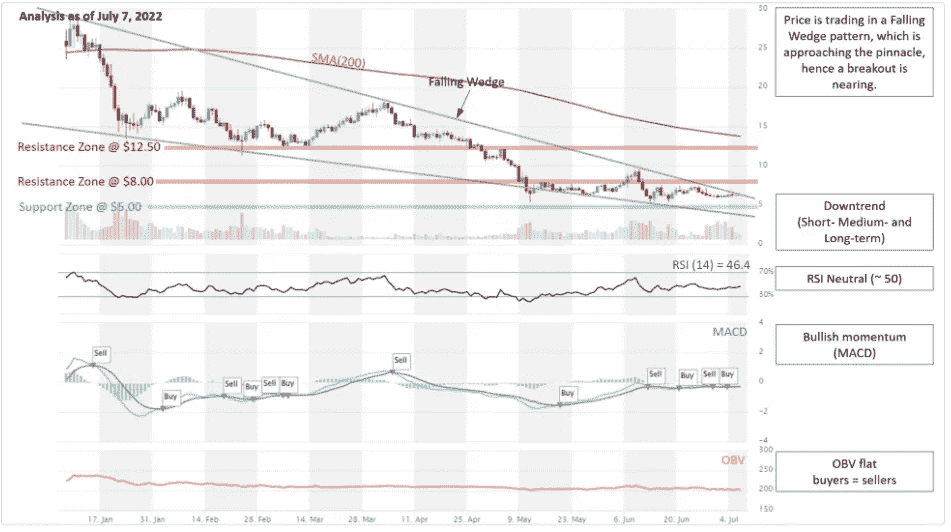 Analysis as of July 7, 2022
30
Price is trading in a Falling
Wedge pattern, which is
approaching the pinnacle,
hence a breakout is
nearing.
25
SMA(200)
Falling Wedge
20
15
Resistance Zone @ $12.50
10
Resistance Zone @ $8.00
Support Zone @ $5.00
5
Downtrend
(Short- Medium- and
Long-term)
0
RSI (14) = 46.4
70%
RSI Neutral (~ 50)
30%
MACD
4
Bullish momentum
(MACD)
Sell
Sell
2
Buy
Sell
Buy
Sell
Buy
Buy
Sell
Buy
Sell
Buy
0
−2
−4
OBV
300
OBV flat
buyers = sellers
250
200
150
17. Jan
31. Jan
14. Feb
28. Feb
14. Mar
28. Mar
11. Apr
25. Apr
9. May
23. May
6. Jun
20. Jun
4. Jul